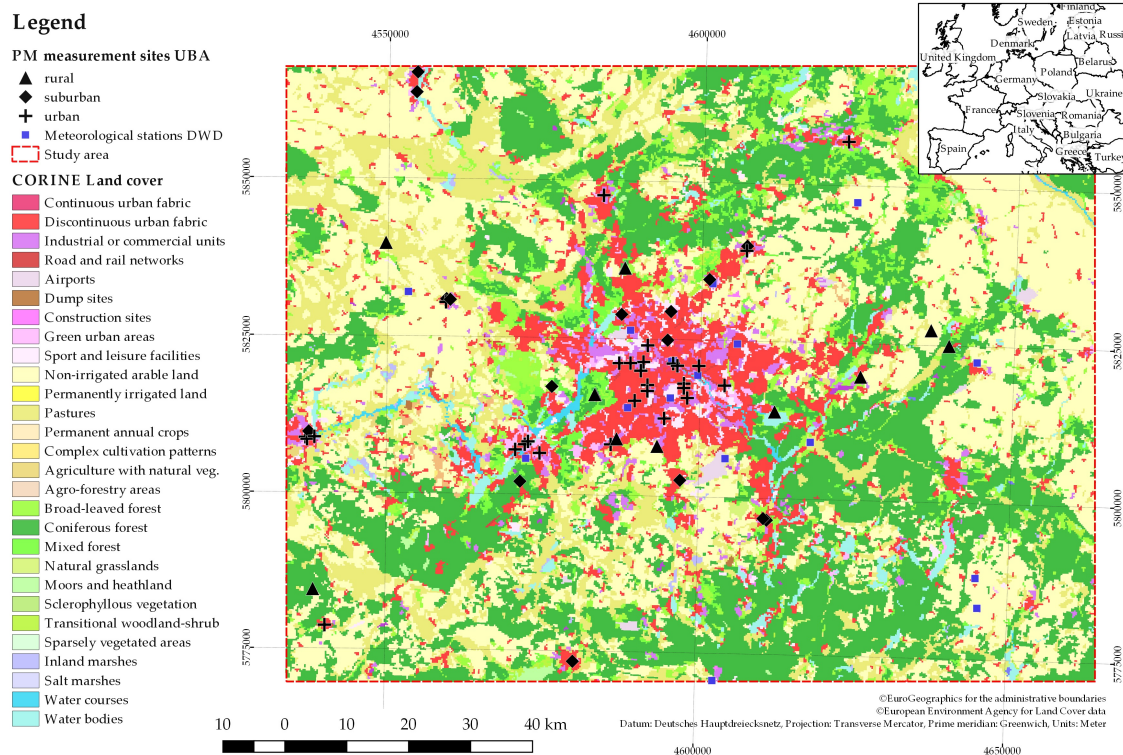 Legend
PM measurement sites UBA
rural
suburban
urban
Meteorological stations DWD
Study area
CORINE Land cover
Continuous urban fabric
Discontinuous urban fabric
Industrial or commercial units
Road and rail networks
Airports
Dump sites
Construction sites
Green urban areas
Sport and leisure facilities
Non-irrigated arable land
Permanently irrigated land
Pastures
Permanent annual crops
Complex cultivation patterns
Agriculture with natural veg.
Agro-forestry areas
Broad-leaved forest
Coniferous forest
Mixed forest
Natural grasslands
Moors and heathland
Sclerophyllous vegetation
Transitional woodland-shrub
Sparsely vegetated areas
Inland marshes
Salt marshes
Water courses
Water bodies
4550000
4600000
5850000
5825000
5800000
5775000
5850000
5825000
5800000
5775000
4600000
4650000
Finland
Sweden
Estonia
Latvia
Russi
Denmark
United Kingdom
Belarus
Poland
Germany
Ukraine
Slovakia
France
Slovenia
Romania
Italy
Bulgaria
Spain
Greece
Turkey
10 0 10 20 30 40 km
©EuroGeographics for the administrative boundaries
©European Environment Agency for Land Cover data
Datum: Deutsches Hauptdreiecksnetz, Projection: Transverse Mercator, Prime meridian: Greenwich, Units: Meter